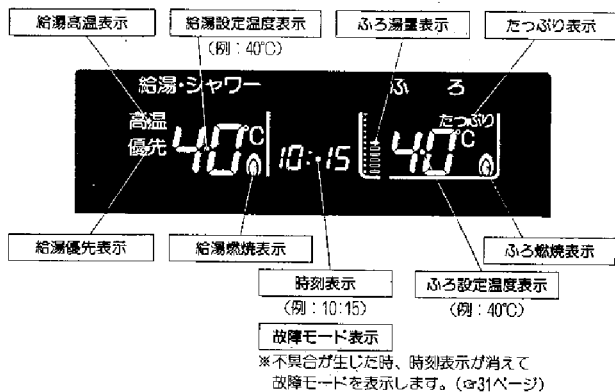 給湯高温表示
給湯設定温度表示
(例：40℃)
ふろ湯量表示
たっぷり表示
給湯・シャワー
ふろ
高温
優先
40℃
10:15
たっぷり
40℃
給湯優先表示
給湯燃焼表示
ふろ燃焼表示
時刻表示
(例：10:15)
ふろ設定温度表示
(例：40℃)
故障モード表示
※不具合が生じた時、時刻表示が消えて
故障モードを表示します。(☞31ページ)